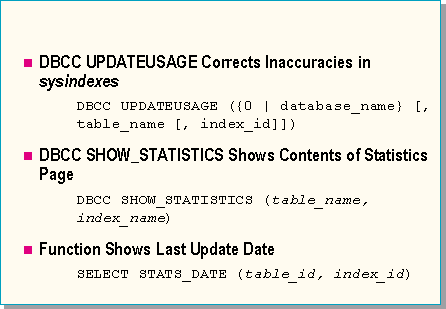 DBCC UPDATEUSAGE Corrects Inaccuracies in
sysindexes
DBCC UPDATEUSAGE ({0 | database_name} [,
table_name [, index_id]])
DBCC SHOW_STATISTICS Shows Contents of Statistics
Page
DBCC SHOW_STATISTICS (table_name,
index_name)
Function Shows Last Update Date
SELECT STATS_DATE (table_id, index_id)